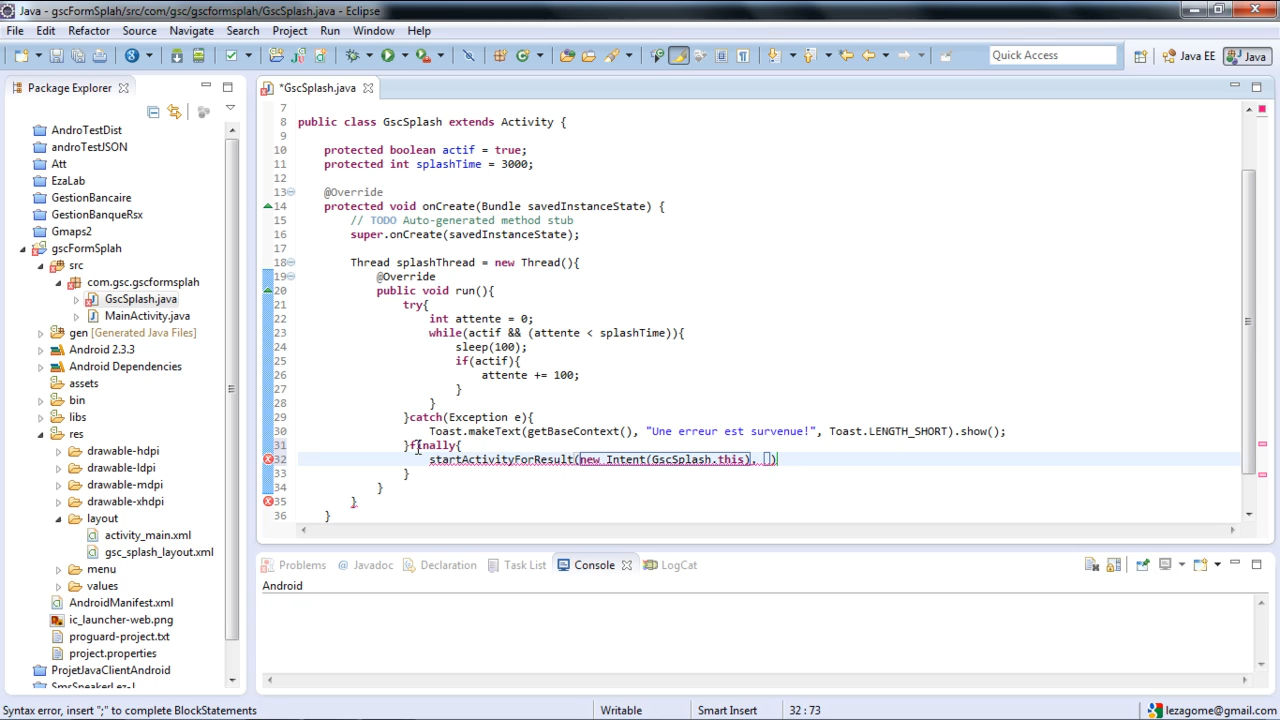 Java - gscFormSplah/src/com/gsc/gscformsplah/GscSplash.java - Eclipse
File Edit Refactor Source Navigate Search Project Run Window Help
Quick Access Java EE Java
Package Explorer
AndroTestDist
androTestJSON
Att
EzaLab
GestionBancaire
GestionBanqueRsx
Gmaps2
gscFormSplah
src
com.gsc.gscformsplah
GscSplash.java
MainActivity.java
gen [Generated Java Files]
Android 2.3.3
Android Dependencies
assets
bin
libs
res
drawable-hdpi
drawable-ldpi
drawable-mdpi
drawable-xhdpi
layout
activity_main.xml
gsc_splash_layout.xml
menu
values
AndroidManifest.xml
ic_launcher-web.png
proguard-project.txt
project.properties
ProjetJavaClientAndroid
*GscSplash.java
7
8 public class GscSplash extends Activity {
9
10 protected boolean actif = true;
11 protected int splashTime = 3000;
12
13 @Override
14 protected void onCreate(Bundle savedInstanceState) {
15 // TODO Auto-generated method stub
16 super.onCreate(savedInstanceState);
17
18 Thread splashThread = new Thread(){
19 @Override
20 public void run(){
21 try{
22 int attente = 0;
23 while(actif && (attente < splashTime)){
24 sleep(100);
25 if(actif){
26 attente += 100;
27 }
28 }
29 }catch(Exception e){
30 Toast.makeText(getBaseContext(), "Une erreur est survenue!", Toast.LENGTH_SHORT).show();
31 }finally{
32 startActivityForResult(new Intent(GscSplash.this), [])
33 }
34 }
35 }
36 }
Problems Javadoc Declaration Task List Console LogCat
Android
Syntax error, insert ";" to complete BlockStatements Writable Smart Insert 32 : 73 lezagome@gmail.com